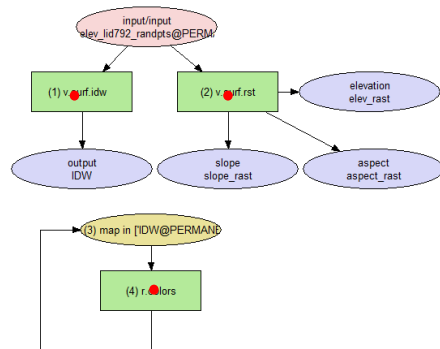 input/input
elev_lid792_randpts@PERM
(1) v.surf.idw
(2) v.surf.rst
elevation
elev_rast
output
IDW
slope
slope_rast
aspect
aspect_rast
(3) map in ['IDW@PERMANE
(4) r.colors